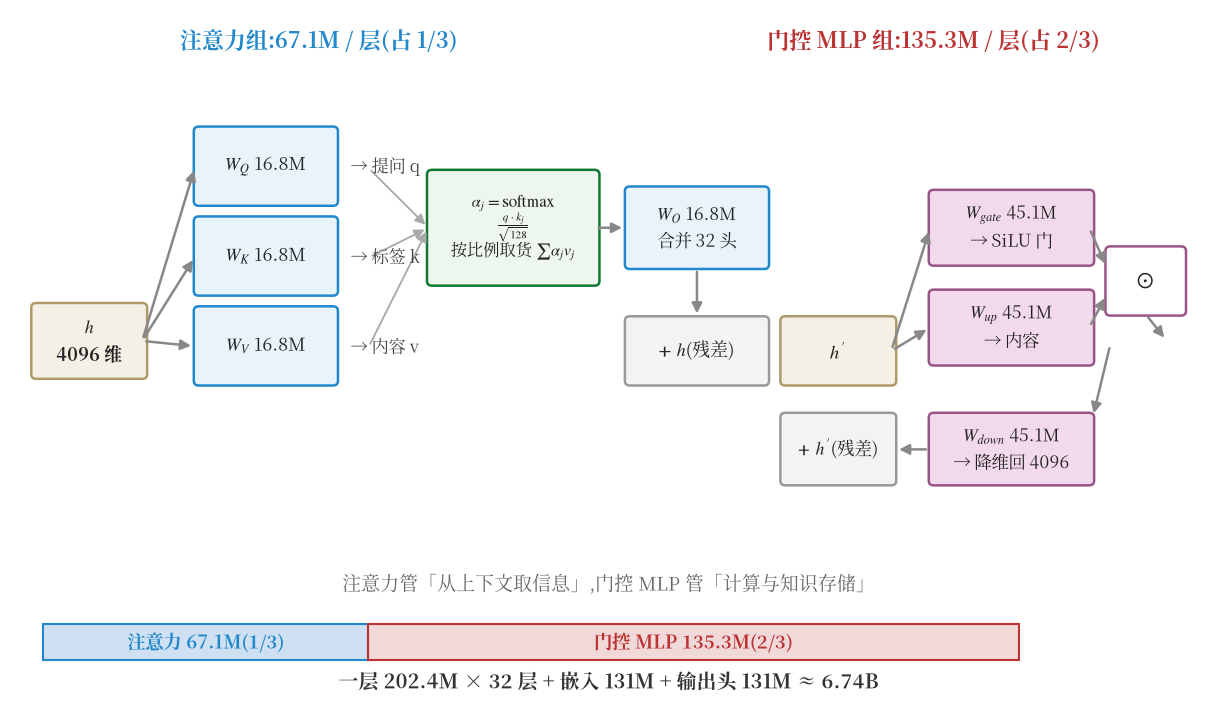 注意力组:67.1M / 层(占 1/3)
门控 MLP 组:135.3M / 层(占 2/3)
W_Q 16.8M
→ 提问 q
W_K 16.8M
→ 标签 k
W_V 16.8M
→ 内容 v
h
4096 维
α_j = softmax
q · k_j / √128
按比例取货 ∑α_j v_j
W_O 16.8M
合并 32 头
+ h(残差)
h′
W_gate 45.1M
→ SiLU 门
W_up 45.1M
→ 内容
⊙
W_down 45.1M
→ 降维回 4096
+ h′(残差)
注意力管「从上下文取信息」,门控 MLP 管「计算与知识存储」
注意力 67.1M(1/3)
门控 MLP 135.3M(2/3)
一层 202.4M × 32 层 + 嵌入 131M + 输出头 131M ≈ 6.74B